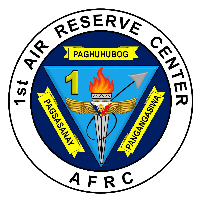 1st AIR RESERVE CENTER
PAGHUHUBOG
1
PAGSASANAY
PANGANGASIWA
AFRC